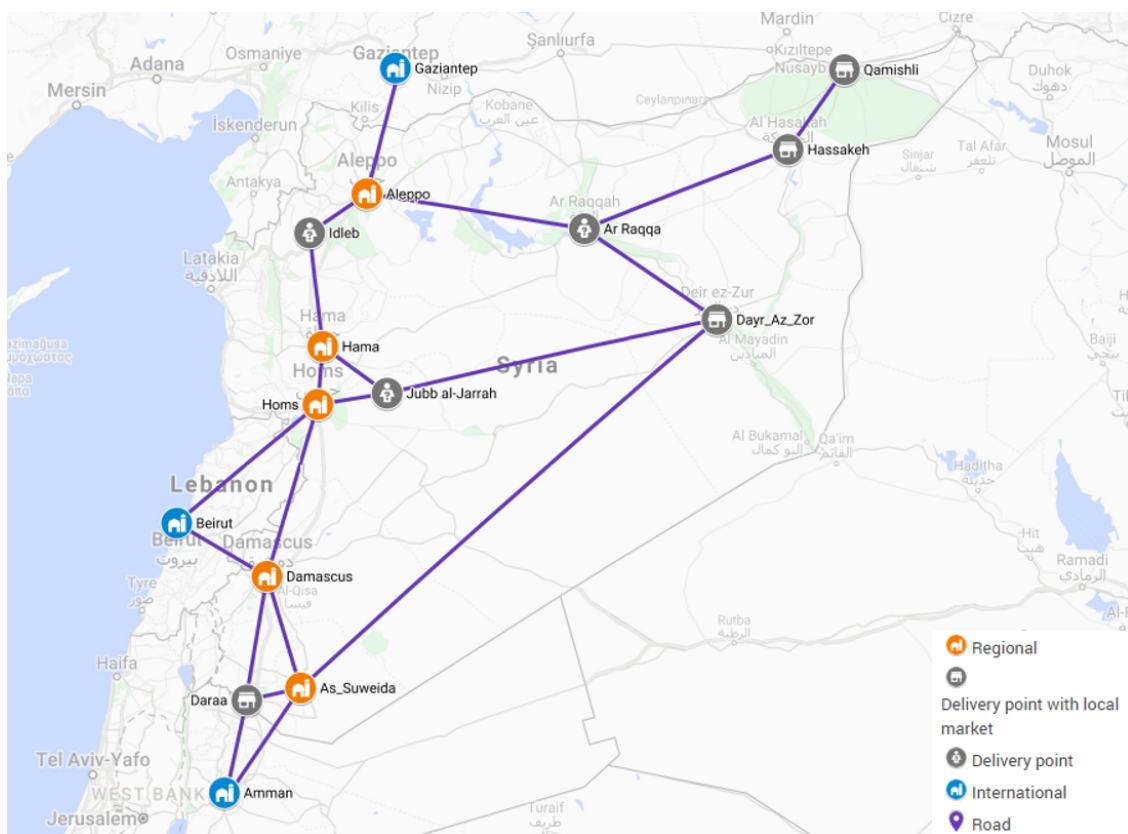 Mardin
Cizre
Gaziantep
Şanlıurfa
Kızıltepe
Osmaniye
Adana
Gaziantep
Nusayb
Qamishli
Nizip
Duhok
دهوك
Mersin
Kilis
Kobane
عين العرب
Ceylanpınar
İskenderun
Al Hasakah
Hassakeh
Mosul
الموصل
Tal Afar
تلعفر
Sinjar
شنكال
Aleppo
Antakya
Aleppo
Ar Raqqah
Ar Raqqa
Idleb
Latakia
اللاذقية
Deir ez-Zur
Dayr_Az_Zor
Hama
Hama
Al Mayadin
الميادين
Baiji
بيجي
Syria
Homs
Jubb al-Jarrah
Homs
Al Bukamal
البو كمال
Qa'im
القائم
Haditha
حديثة
Lebanon
Beirut
Beirut
بيروت
Damascus
Damascus
Hit
هيت
Ramadi
الرمادي
Tyre
صور
Al-Qisa
Rutba
الرطبة
Haifa
As_Suweida
Daraa
Tel Aviv-Yafo
WEST BANK
Amman
Jerusalem
Turaif
طريف
Regional
Delivery point with local
market
Delivery point
International
Road